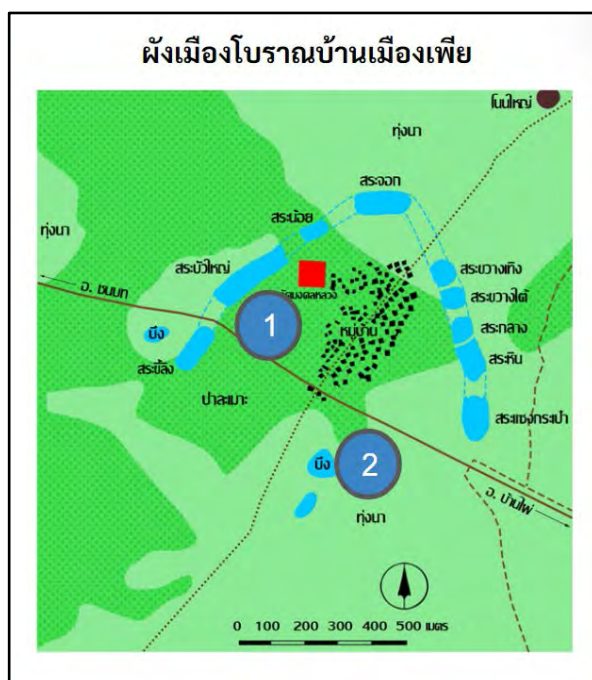 ผังเมืองโบราณบ้านเมืองเพีย
โนนใหญ่
ทุ่งนา
สระจอก
สระน้อย
ทุ่งนา
สระบัวใหญ่
สระขวางเทิง
อ. ชนบท
สระขวางใต้
1
หมู่บ้าน
สระกลาง
บึง
สระหิน
สระขี้ลิง
ป่าละเมาะ
สระแซงกระเป๋า
บึง
2
อ. บ้านไผ่
ทุ่งนา
0 100 200 300 400 500 เมตร